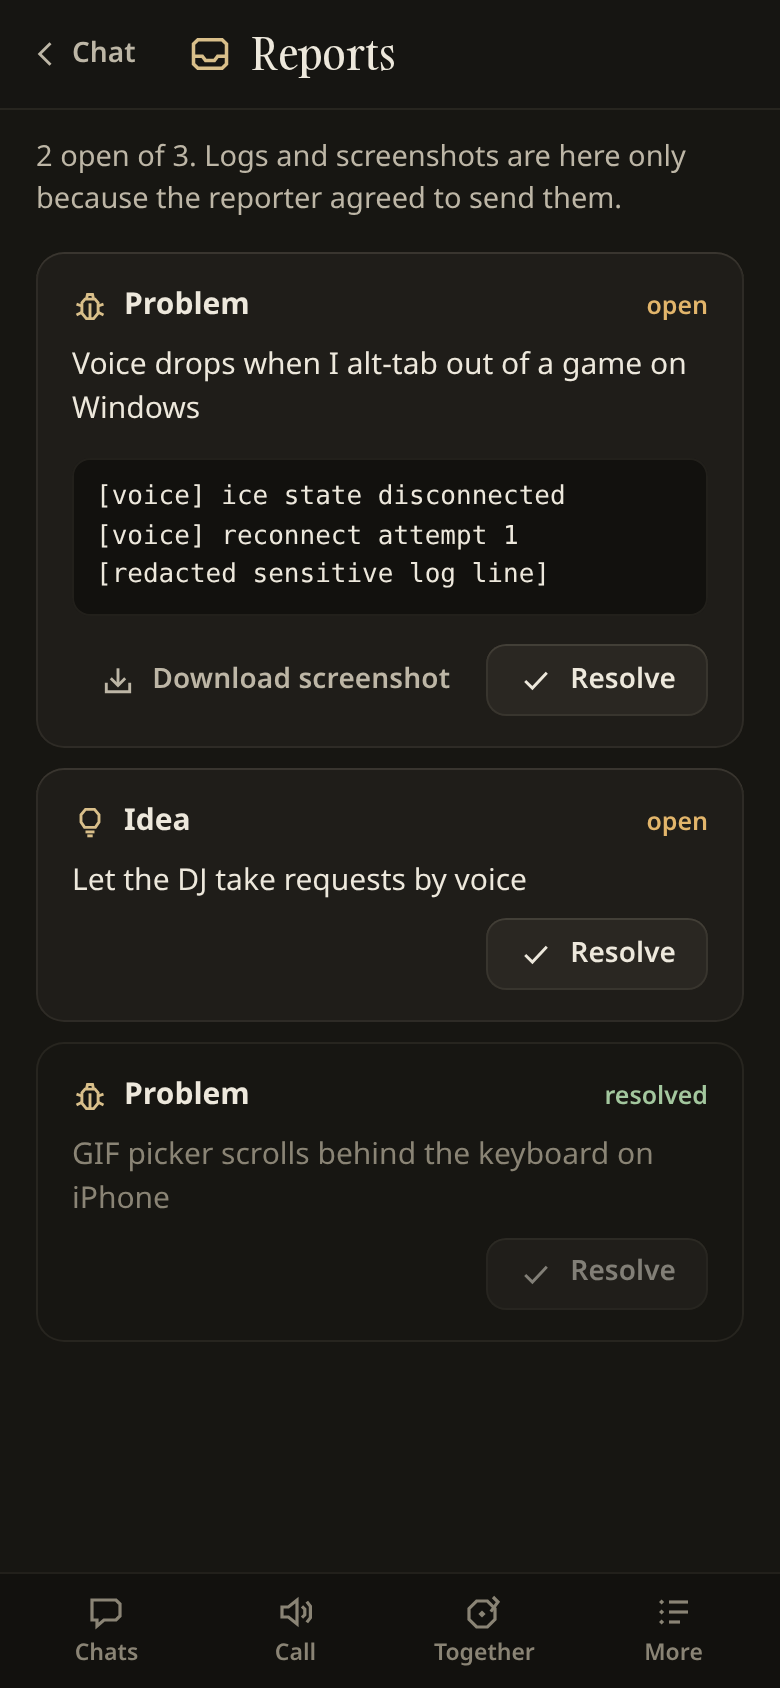 Chat
Reports
2 open of 3. Logs and screenshots are here only
because the reporter agreed to send them.
Problem
open
Voice drops when I alt-tab out of a game on
Windows
[voice] ice state disconnected
[voice] reconnect attempt 1
[redacted sensitive log line]
Download screenshot
Resolve
Idea
open
Let the DJ take requests by voice
Resolve
Problem
resolved
GIF picker scrolls behind the keyboard on
iPhone
Resolve
Chats
Call
Together
More